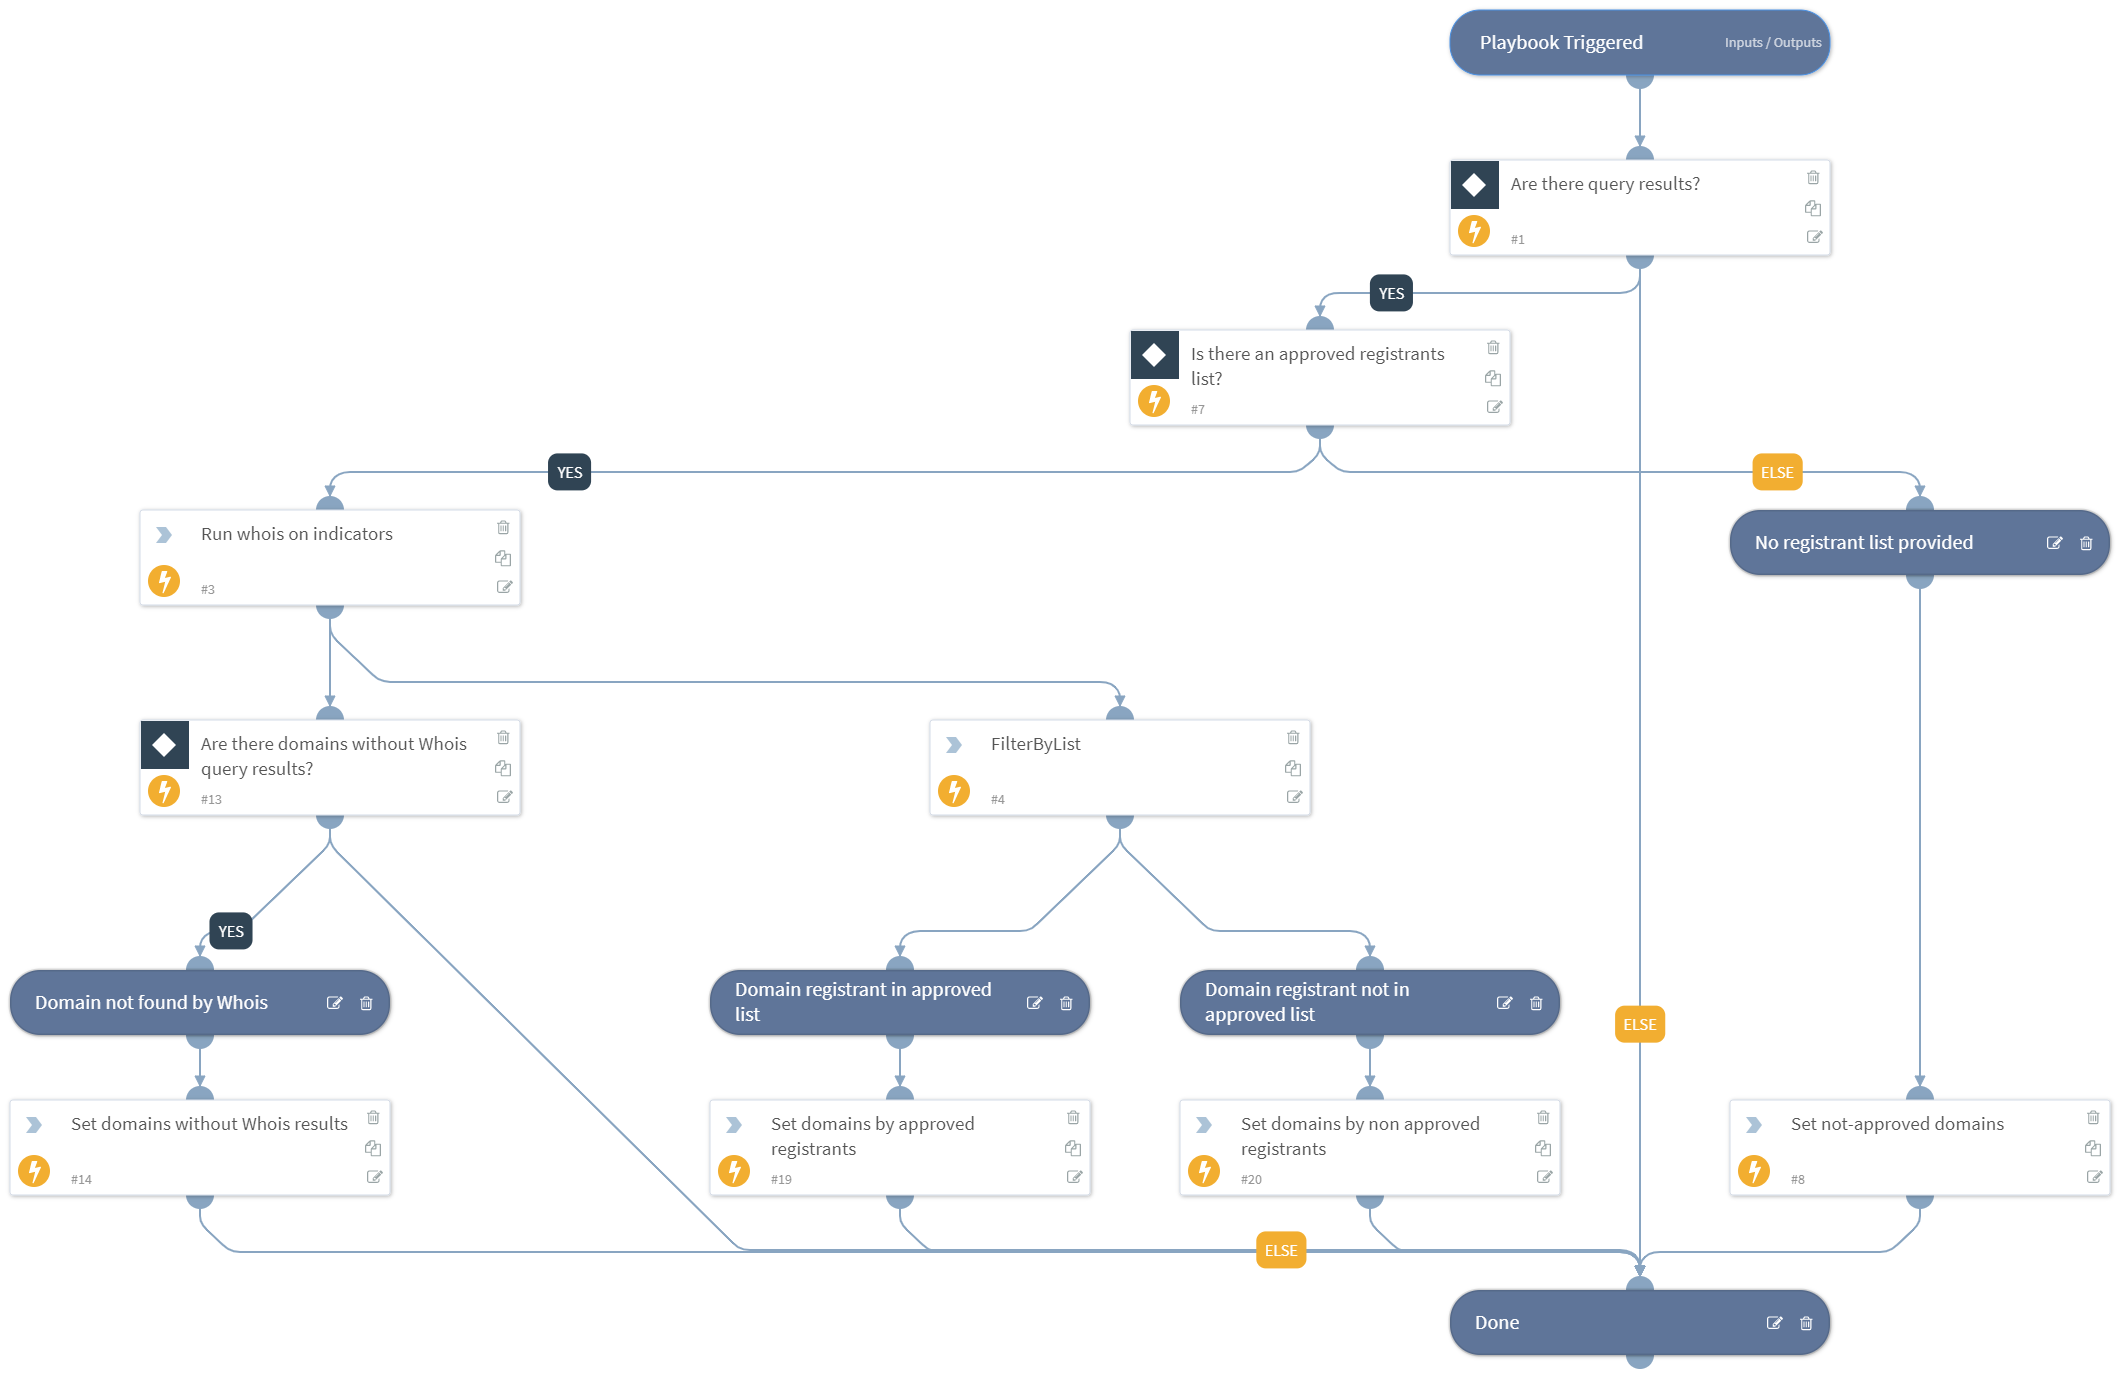 Playbook Triggered
Inputs / Outputs
Are there query results?
#1
YES
Is there an approved registrants
list?
#7
YES
ELSE
Run whois on indicators
#3
No registrant list provided
Are there domains without Whois
query results?
#13
FilterByList
#4
YES
Domain not found by Whois
Domain registrant in approved
list
Domain registrant not in
approved list
ELSE
Set domains without Whois results
#14
Set domains by approved
registrants
#19
Set domains by non approved
registrants
#20
Set not-approved domains
#8
ELSE
Done